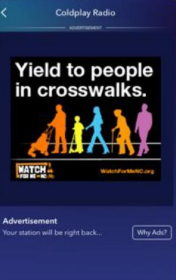 Coldplay Radio
ADVERTISEMENT
Yield to people
in crosswalks.
WATCH
FOR ME NC
WatchForMeNC.org
Advertisement
Your station will be right back...
Why Ads?